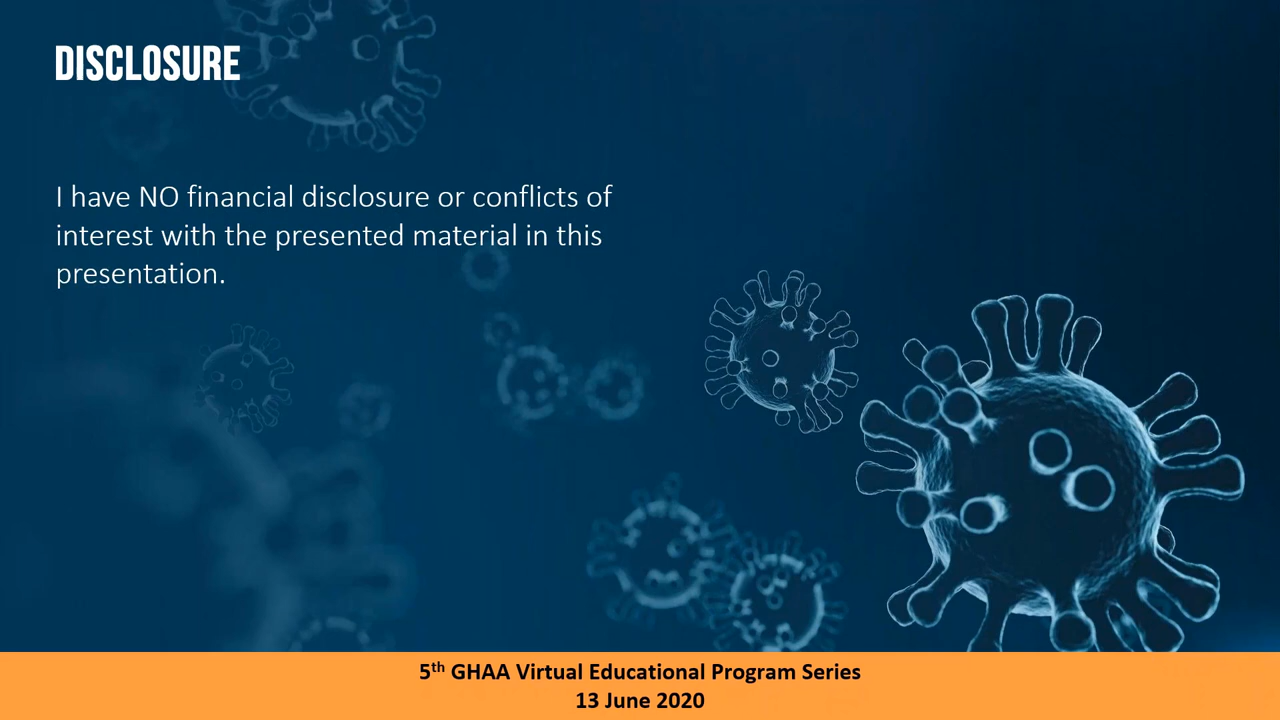 DISCLOSURE
I have NO financial disclosure or conflicts of
interest with the presented material in this
presentation.
5th GHAA Virtual Educational Program Series
13 June 2020